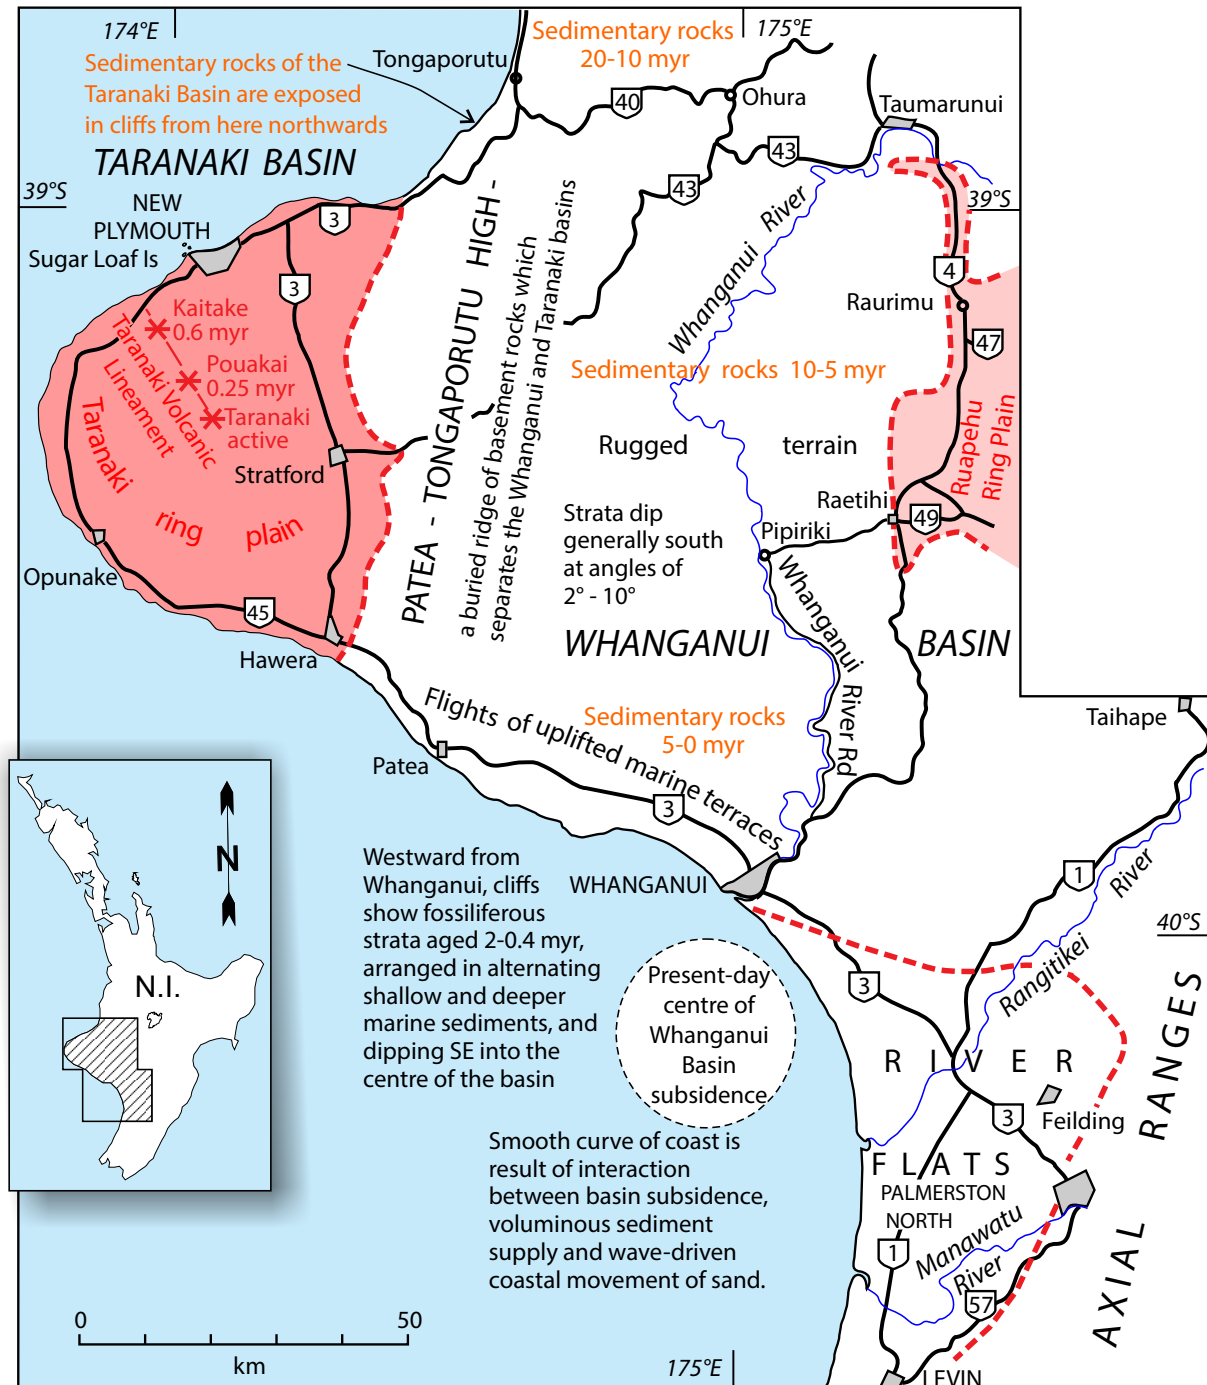 174°E
175°E
Sedimentary rocks
20-10 myr
Sedimentary rocks of the
Taranaki Basin are exposed
in cliffs from here northwards
Tongaporutu
40
Ohura
Taumarunui
TARANAKI BASIN
43
43
39°S
39°S
NEW
PLYMOUTH
Sugar Loaf Is
3
3
Whanganui River
4
Raurimu
47
Kaitake
0.6 myr
Pouakai
0.25 myr
Taranaki
active
Taranaki Volcanic
Lineament
Taranaki ring plain
PATEA - TONGAPORUTU HIGH -
a buried ridge of basement rocks which
separates the Whanganui and Taranaki basins
Sedimentary rocks 10-5 myr
Rugged terrain
Stratford
Ruapehu
Ring Plain
Raetihi
49
Strata dip
generally south
at angles of
2° - 10°
Pipiriki
Opunake
45
Hawera
WHANGANUI BASIN
Whanganui River Rd
Flights of uplifted marine terraces
Sedimentary rocks
5-0 myr
Taihape
Patea
3
N
N.I.
Westward from
Whanganui, cliffs
show fossiliferous
strata aged 2-0.4 myr,
arranged in alternating
shallow and deeper
marine sediments, and
dipping SE into the
centre of the basin
WHANGANUI
1
Rangitikei River
40°S
Present-day
centre of
Whanganui
Basin
subsidence
3
RIVER
FLATS
3
Feilding
AXIAL RANGES
Smooth curve of coast is
result of interaction
between basin subsidence,
voluminous sediment
supply and wave-driven
coastal movement of sand.
PALMERSTON
NORTH
1
Manawatu
River
57
0 50
km
175°E
LEVIN